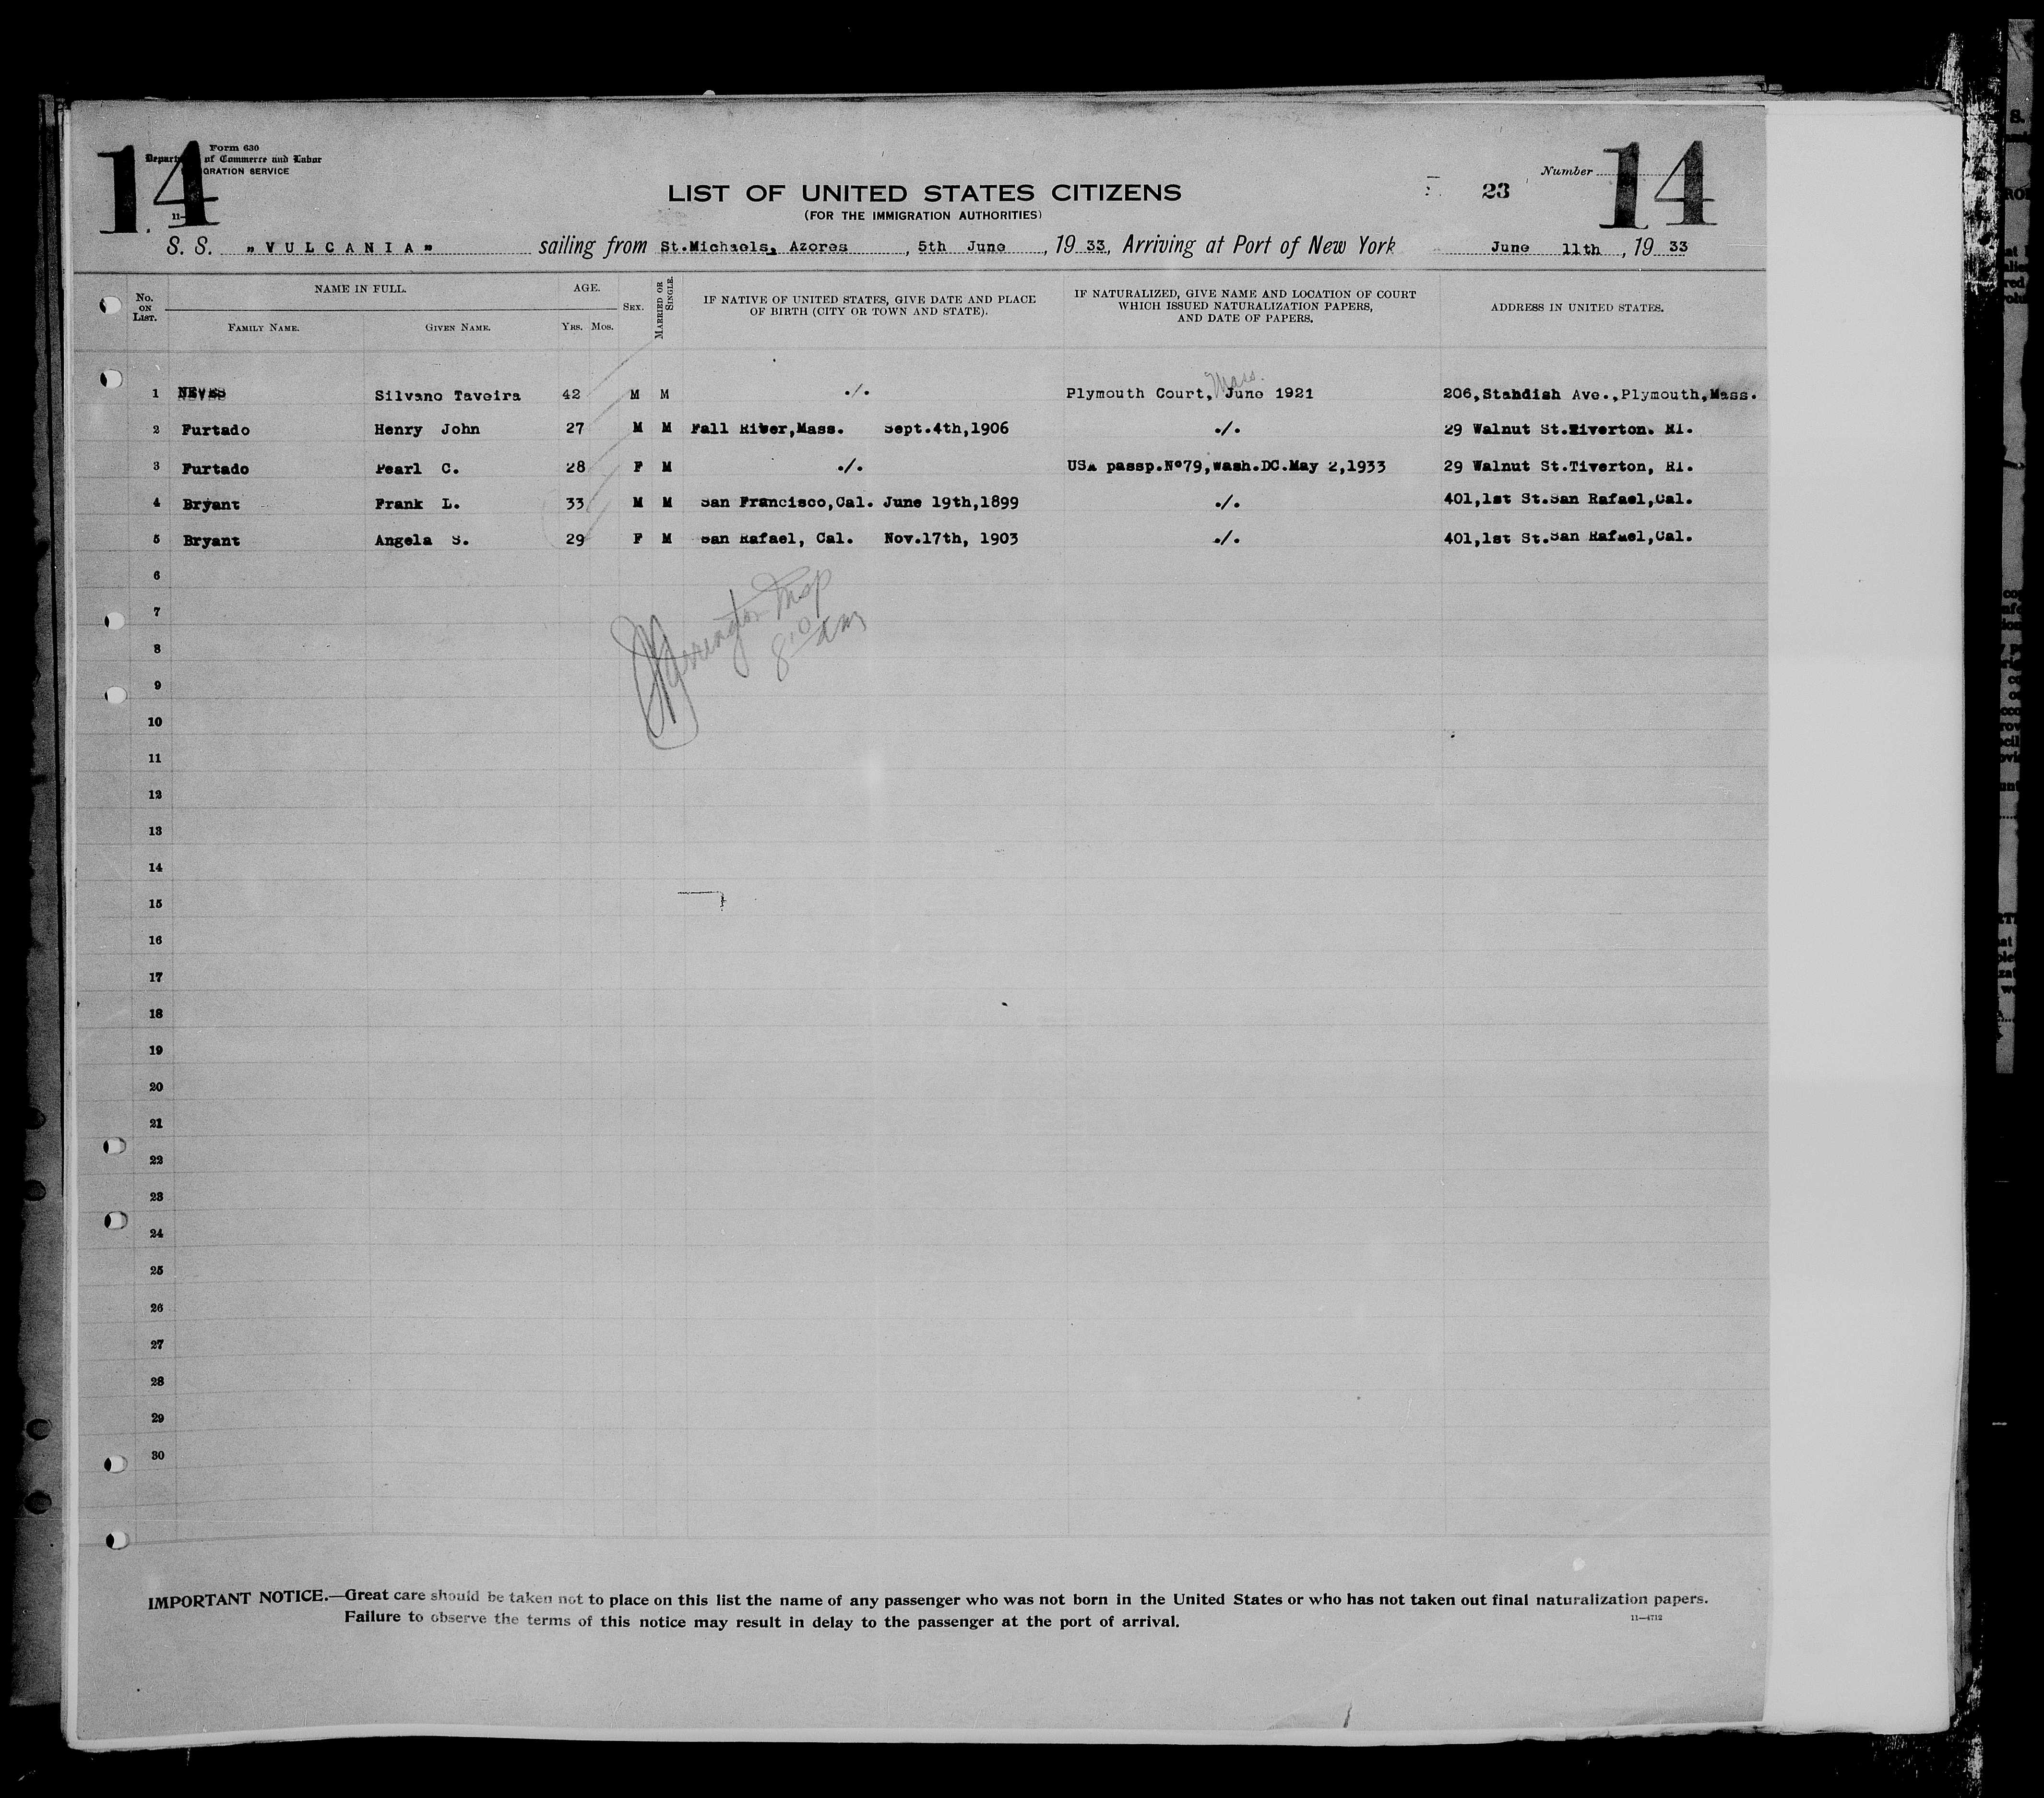 14 Form 630
Department of Commerce and Labor
IMMIGRATION SERVICE
LIST OF UNITED STATES CITIZENS 23 Number 14
(FOR THE IMMIGRATION AUTHORITIES)
S. S. "VULCANIA" sailing from St.Michaels, Azores, 5th June, 1933, Arriving at Port of New York June 11th, 1933
No. ON LIST. NAME IN FULL. AGE. SEX. MARRIED OR SINGLE. IF NATIVE OF UNITED STATES, GIVE DATE AND PLACE OF BIRTH (CITY OR TOWN AND STATE). IF NATURALIZED, GIVE NAME AND LOCATION OF COURT WHICH ISSUED NATURALIZATION PAPERS, AND DATE OF PAPERS. ADDRESS IN UNITED STATES.
FAMILY NAME. GIVEN NAME. YRS. MOS.
1 NEVES Silvano Taveira 42 M M ./. Plymouth Court, Mass. June 1921 206,Standish Ave.,Plymouth,Mass.
2 Furtado Henry John 27 M M Fall River,Mass. Sept.4th,1906 ./. 29 Walnut St.Tiverton. RI.
3 Furtado Pearl C. 28 F M ./. USA passp.Nº79,Wash.DC.May 2,1933 29 Walnut St.Tiverton, RI.
4 Bryant Frank L. 33 M M San Francisco,Cal. June 19th,1899 ./. 401,1st St.San Rafael,Cal.
5 Bryant Angela S. 29 F M San Rafael, Cal. Nov.17th, 1903 ./. 401,1st St.San Rafael,Cal.
6
7
8
810 AM
9
10
11
12
13
14
15
16
17
18
19
20
21
22
23
24
25
26
27
28
29
30
IMPORTANT NOTICE.—Great care should be taken not to place on this list the name of any passenger who was not born in the United States or who has not taken out final naturalization papers.
Failure to observe the terms of this notice may result in delay to the passenger at the port of arrival. 11—4712